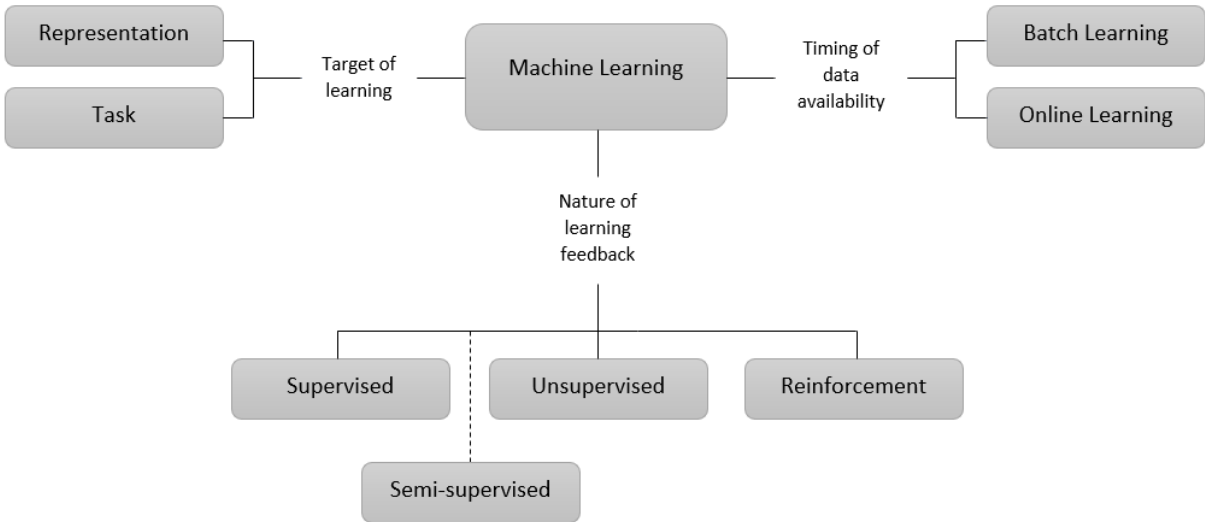 Representation
Task
Target of
learning
Machine Learning
Timing of
data
availability
Batch Learning
Online Learning
Nature of
learning
feedback
Supervised
Unsupervised
Reinforcement
Semi-supervised